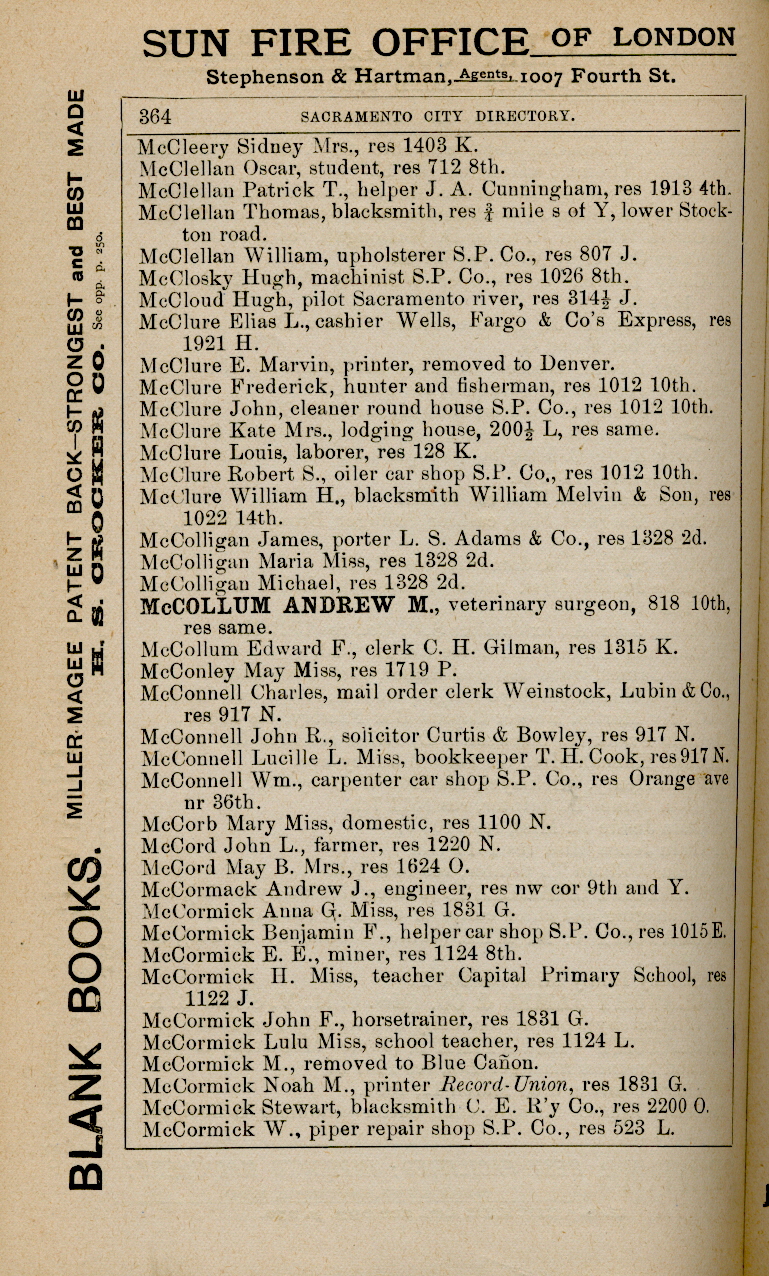 SUN FIRE OFFICE OF LONDON
Stephenson & Hartman, Agents, 1007 Fourth St.
364 SACRAMENTO CITY DIRECTORY.
McCleery Sidney Mrs., res 1403 K.
McClellan Oscar, student, res 712 8th.
McClellan Patrick T., helper J. A. Cunningham, res 1913 4th.
McClellan Thomas, blacksmith, res ¾ mile s of Y, lower Stock-
ton road.
McClellan William, upholsterer S.P. Co., res 807 J.
McClosky Hugh, machinist S.P. Co., res 1026 8th.
McCloud Hugh, pilot Sacramento river, res 314½ J.
McClure Elias L., cashier Wells, Fargo & Co's Express, res
1921 H.
McClure E. Marvin, printer, removed to Denver.
McClure Frederick, hunter and fisherman, res 1012 10th.
McClure John, cleaner round house S.P. Co., res 1012 10th.
McClure Kate Mrs., lodging house, 200½ L, res same.
McClure Louis, laborer, res 128 K.
McClure Robert S., oiler car shop S.P. Co., res 1012 10th.
McClure William H., blacksmith William Melvin & Son, res
1022 14th.
McColligan James, porter L. S. Adams & Co., res 1328 2d.
McColligan Maria Miss, res 1328 2d.
McColligan Michael, res 1328 2d.
McCOLLUM ANDREW M., veterinary surgeon, 818 10th,
res same.
McCollum Edward F., clerk C. H. Gilman, res 1315 K.
McConley May Miss, res 1719 P.
McConnell Charles, mail order clerk Weinstock, Lubin & Co.,
res 917 N.
McConnell John R., solicitor Curtis & Bowley, res 917 N.
McConnell Lucille L. Miss, bookkeeper T. H. Cook, res 917 N.
McConnell Wm., carpenter car shop S.P. Co., res Orange ave
nr 36th.
McCorb Mary Miss, domestic, res 1100 N.
McCord John L., farmer, res 1220 N.
McCord May B. Mrs., res 1624 O.
McCormack Andrew J., engineer, res nw cor 9th and Y.
McCormick Anna G. Miss, res 1831 G.
McCormick Benjamin F., helper car shop S.P. Co., res 1015 E.
McCormick E. E., miner, res 1124 8th.
McCormick H. Miss, teacher Capital Primary School, res
1122 J.
McCormick John F., horsetrainer, res 1831 G.
McCormick Lulu Miss, school teacher, res 1124 L.
McCormick M., removed to Blue Cañon.
McCormick Noah M., printer Record-Union, res 1831 G.
McCormick Stewart, blacksmith C. E. R'y Co., res 2200 O.
McCormick W., piper repair shop S.P. Co., res 523 L.
BLANK BOOKS. MILLER-MAGEE PATENT BACK—STRONGEST and BEST MADE
H. S. CROCKER CO. See opp. p. 250.